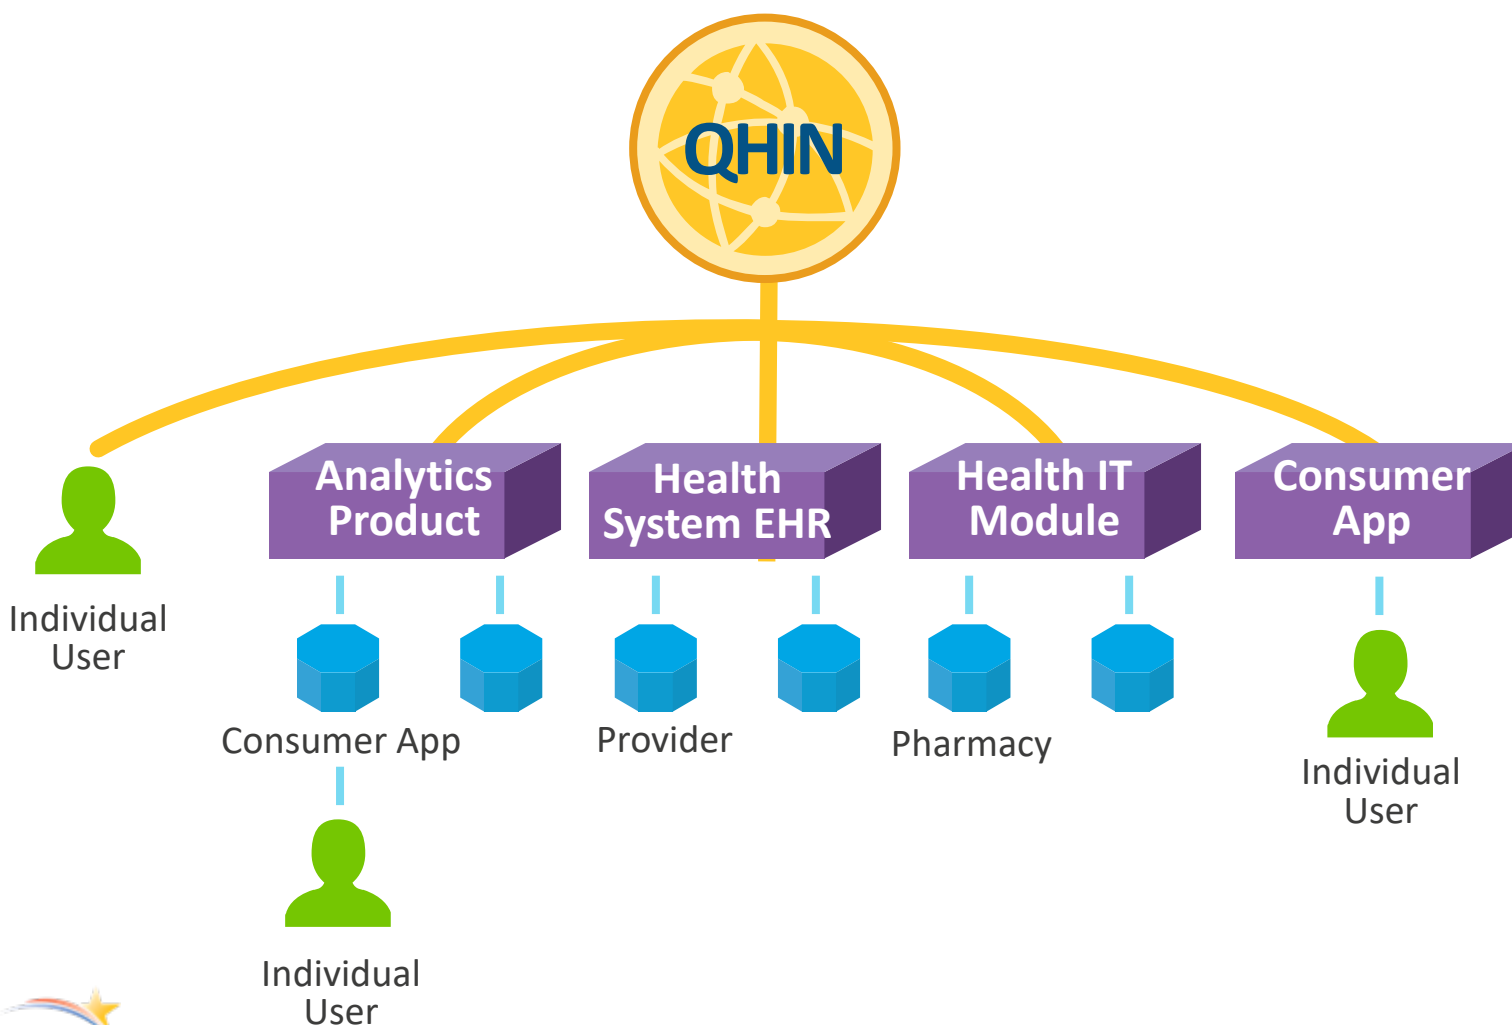 QHIN
Analytics
Product
Health
System EHR
Health IT
Module
Consumer
App
Individual
User
Consumer App
Provider
Pharmacy
Individual
User
Individual
User